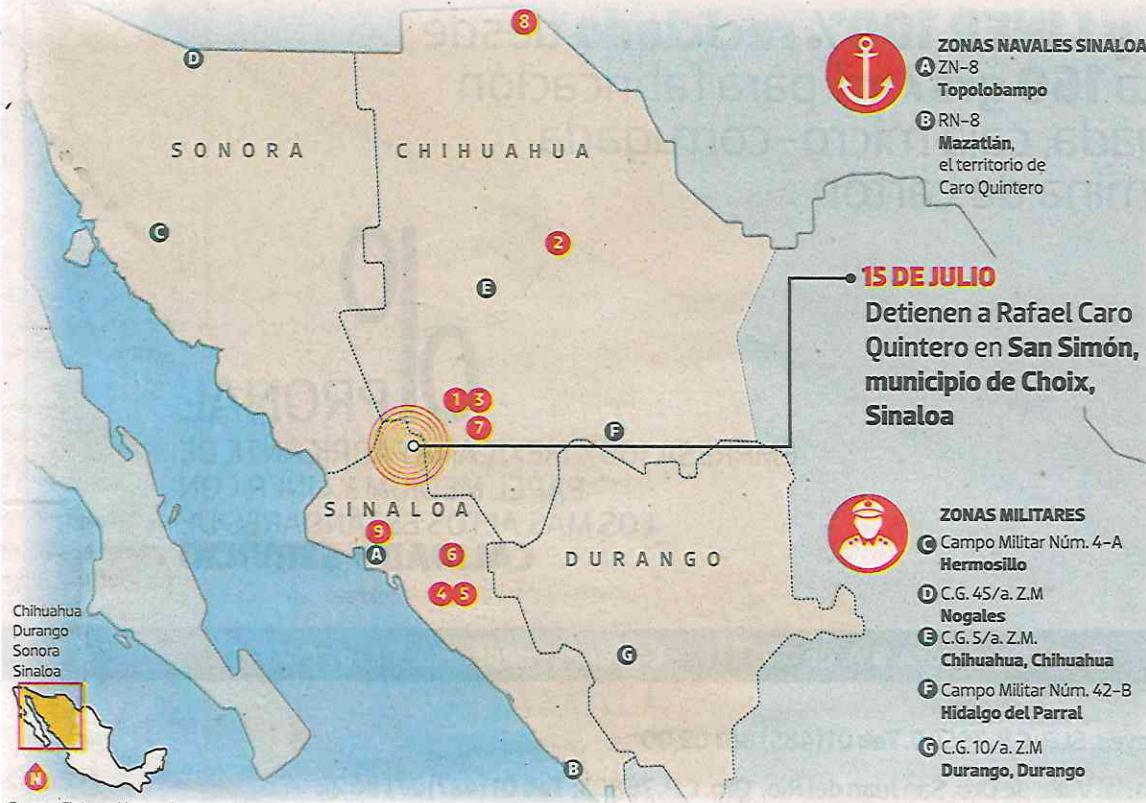 ZONAS NAVALES SINALOA
A ZN-8
Topolobampo
B RN-8
Mazatlán,
el territorio de
Caro Quintero
15 DE JULIO
Detienen a Rafael Caro
Quintero en San Simón,
municipio de Choix,
Sinaloa
ZONAS MILITARES
C Campo Militar Núm. 4-A
Hermosillo
D C.G. 45/a. Z.M
Nogales
E C.G. 5/a. Z.M.
Chihuahua, Chihuahua
F Campo Militar Núm. 42-B
Hidalgo del Parral
G C.G. 10/a. Z.M
Durango, Durango
8
D
SONORA
CHIHUAHUA
C
2
E
1 3
7
F
SINALOA
9
A
6
DURANGO
4 5
G
B
Chihuahua
Durango
Sonora
Sinaloa
N